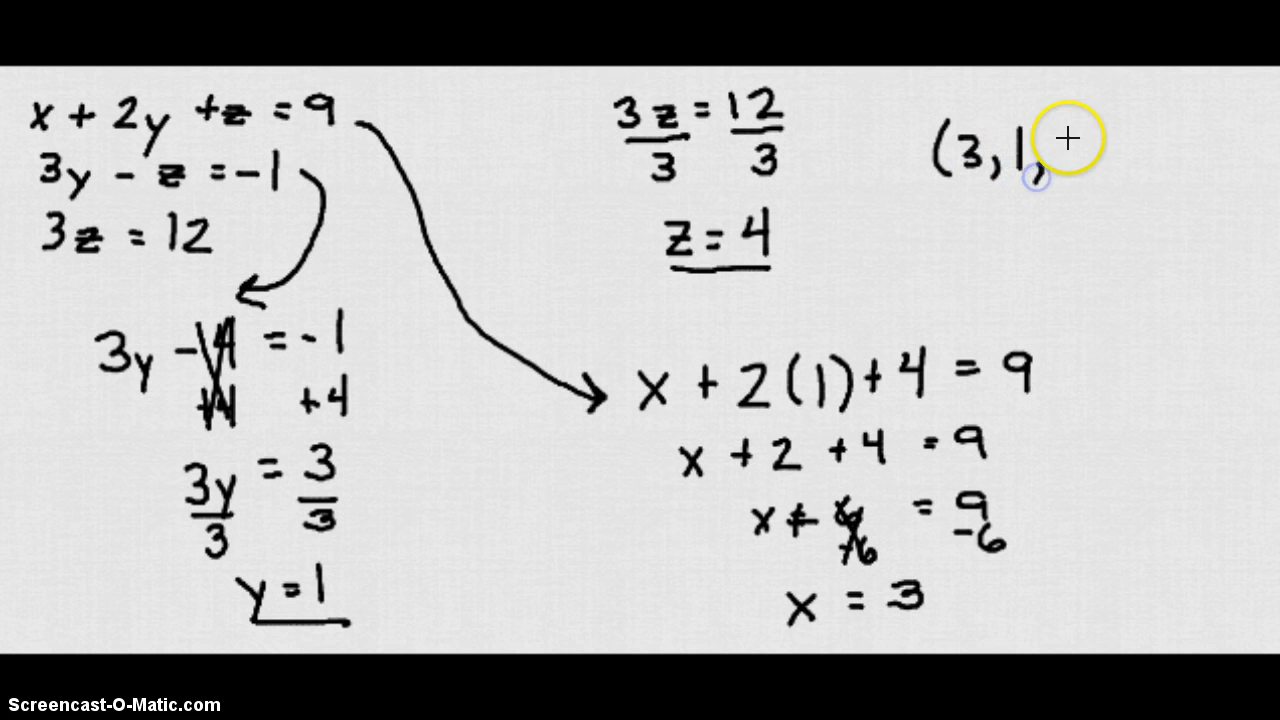 x + 2y + z = 9
3y - z = -1
3z = 12
3y - 4 = -1
+4 +4
3y = 3
3 3
y = 1
3z = 12
3 3
z = 4
x + 2(1) + 4 = 9
x + 2 + 4 = 9
x + 6 = 9
-6 -6
x = 3
(3, 1,
Screencast-O-Matic.com